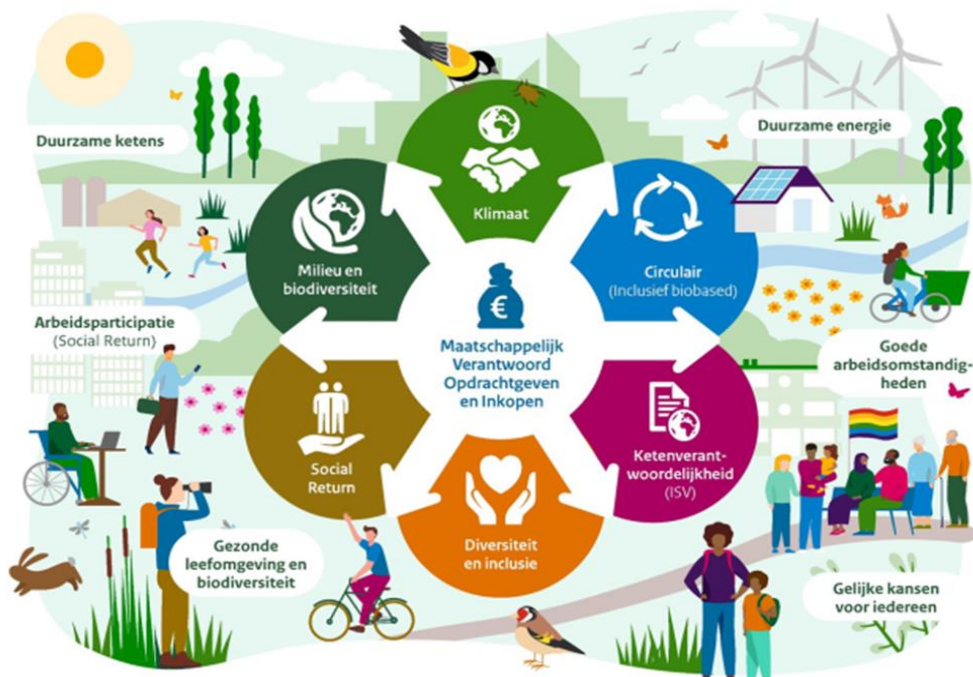 Duurzame ketens
Duurzame energie
Klimaat
Milieu en
biodiversiteit
Circulair
(Inclusief biobased)
€
Maatschappelijk
Verantwoord
Opdrachtgeven
en Inkopen
Arbeidsparticipatie
(Social Return)
Goede
arbeidsomstandig-
heden
Social
Return
Ketenverant-
woordelijkheid
(ISV)
Diversiteit
en inclusie
Gezonde
leefomgeving en
biodiversiteit
Gelijke kansen
voor iedereen